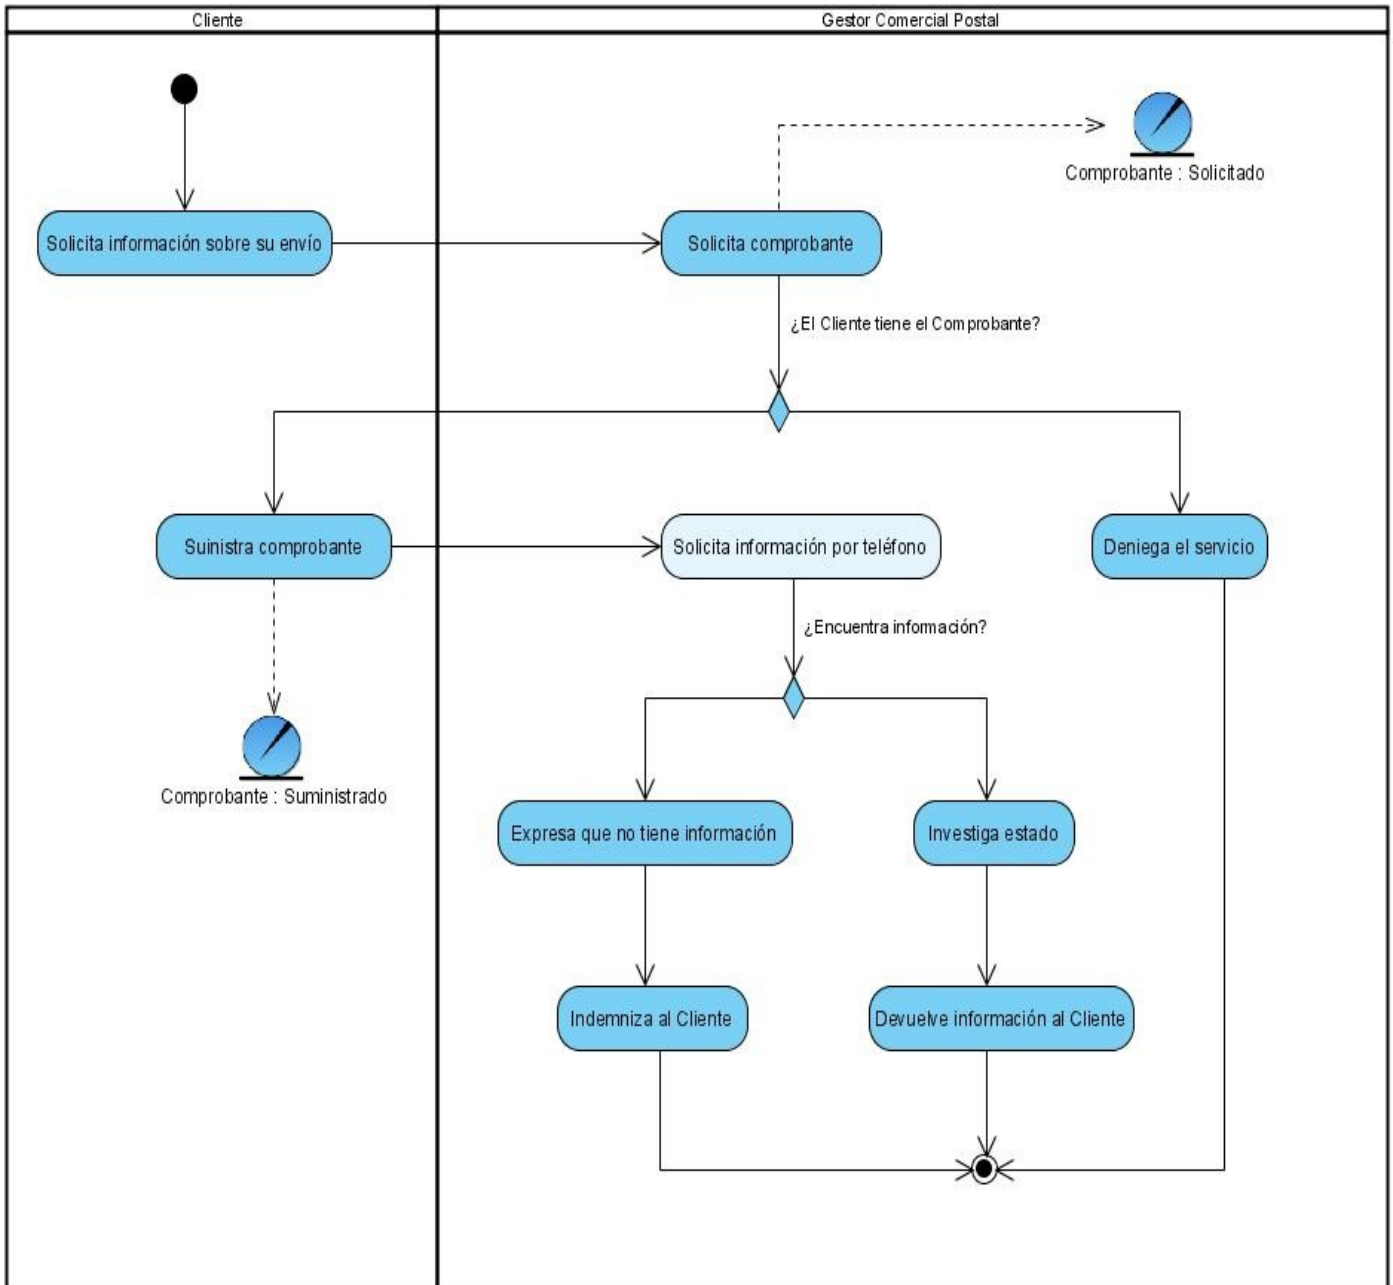 Cliente
Gestor Comercial Postal
Comprobante : Solicitado
Solicita información sobre su envío
Solicita comprobante
¿El Cliente tiene el Comprobante?
Suinistra comprobante
Solicita información por teléfono
Deniega el servicio
¿Encuentra información?
Comprobante : Suministrado
Expresa que no tiene información
Investiga estado
Indemniza al Cliente
Devuelve información al Cliente